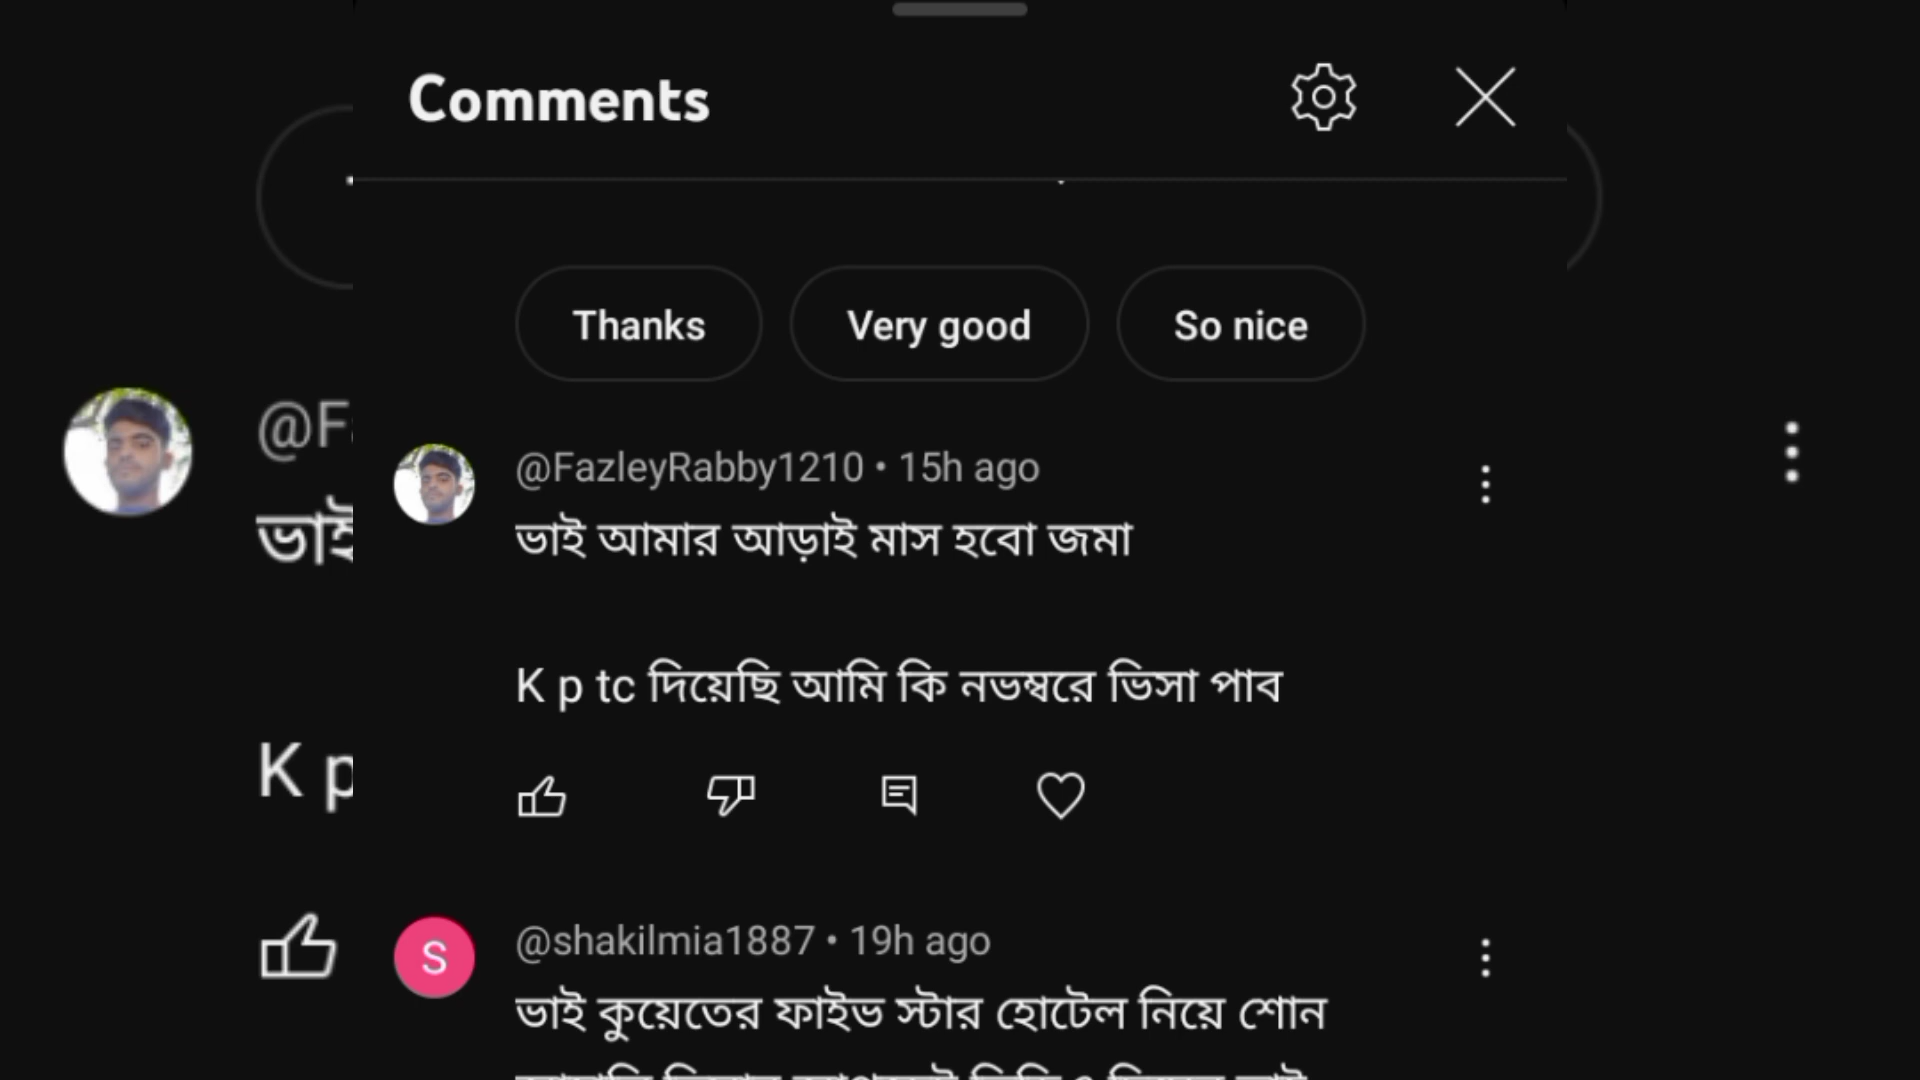 Comments
Thanks
Very good
So nice
@FazleyRabby1210 • 15h ago
ভাই আমার আড়াই মাস হবো জমা
K p tc দিয়েছি আমি কি নভম্বরে ভিসা পাব
S
@shakilmia1887 • 19h ago
ভাই কুয়েতের ফাইভ স্টার হোটেল নিয়ে শোন
@F
ভাই
K p